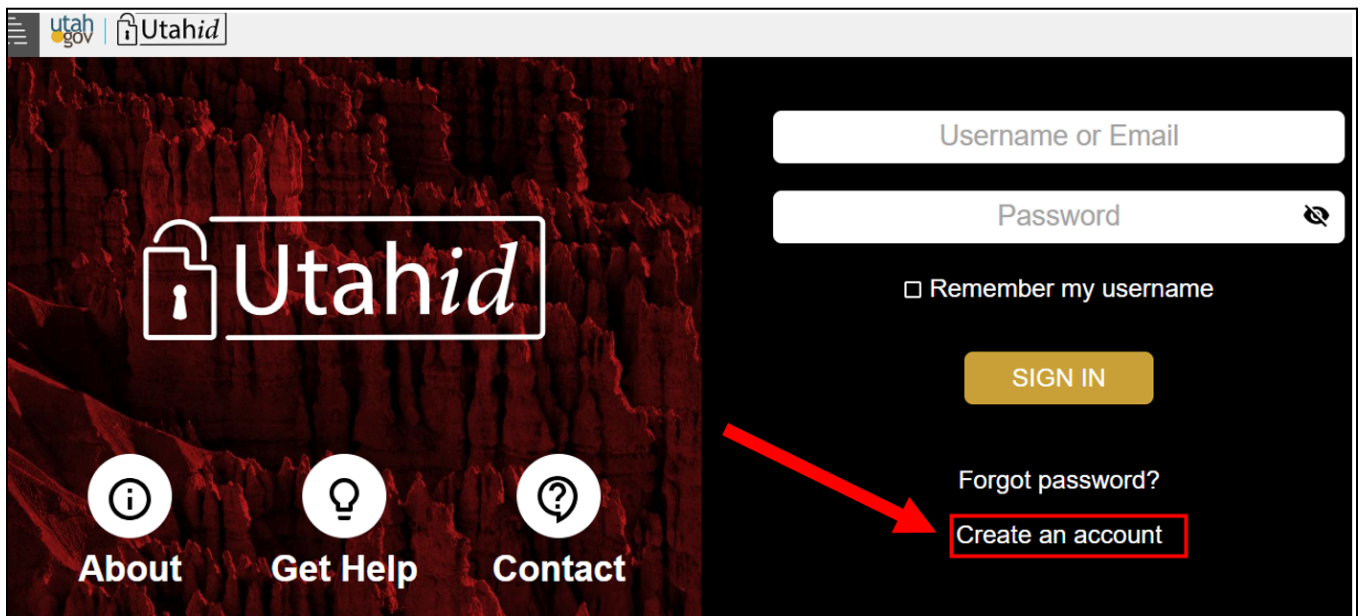 utah
gov
Utahid
Username or Email
Password
Remember my username
Utahid
SIGN IN
Forgot password?
Create an account
About
Get Help
Contact